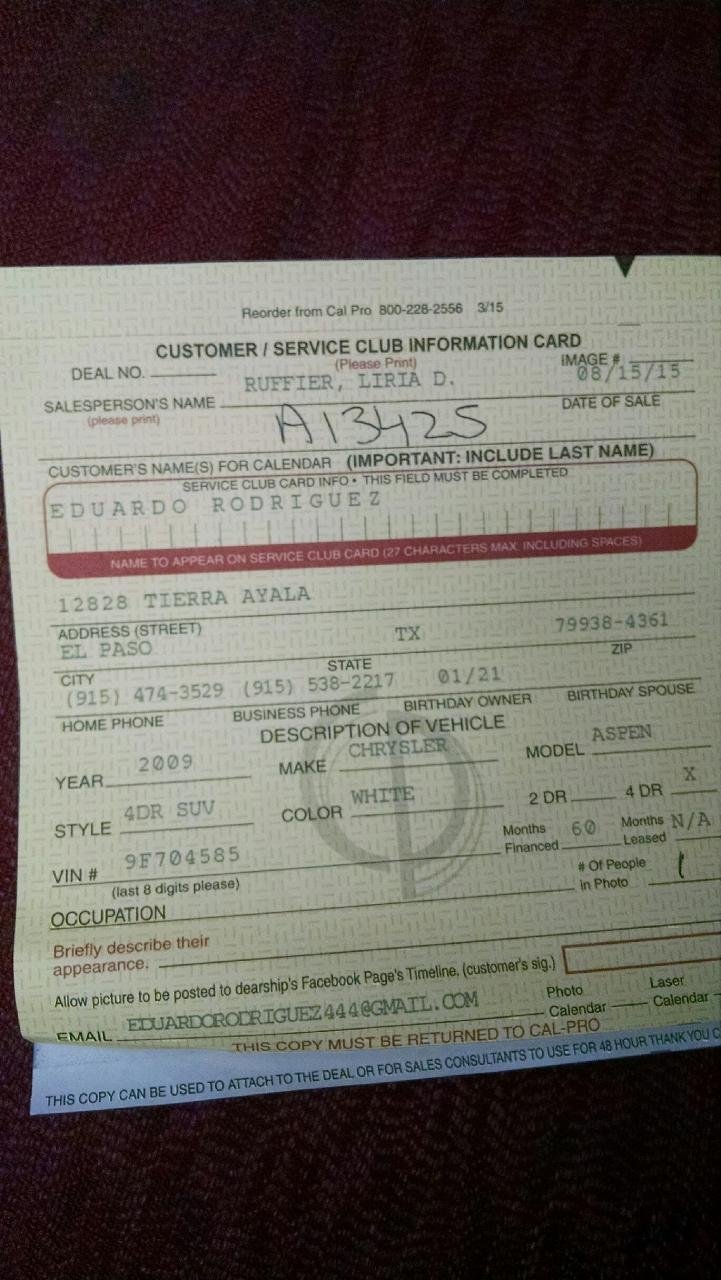 Reorder from Cal Pro 800-228-2556 3/15
CUSTOMER / SERVICE CLUB INFORMATION CARD
DEAL NO. (Please Print) IMAGE #
RUFFIER, LIRIA D. 08/15/15
SALESPERSON'S NAME DATE OF SALE
(please print)
A13425
CUSTOMER'S NAME(S) FOR CALENDAR (IMPORTANT: INCLUDE LAST NAME)
SERVICE CLUB CARD INFO • THIS FIELD MUST BE COMPLETED
EDUARDO RODRIGUEZ
NAME TO APPEAR ON SERVICE CLUB CARD (27 CHARACTERS MAX. INCLUDING SPACES)
12828 TIERRA AYALA
ADDRESS (STREET)
EL PASO TX 79938-4361
CITY STATE ZIP
(915) 474-3529 (915) 538-2217 01/21
HOME PHONE BUSINESS PHONE BIRTHDAY OWNER BIRTHDAY SPOUSE
DESCRIPTION OF VEHICLE
YEAR 2009 MAKE CHRYSLER MODEL ASPEN
STYLE 4DR SUV COLOR WHITE 2 DR 4 DR X
VIN # 9F704585 Months Financed 60 Months Leased N/A
(last 8 digits please)
OCCUPATION # Of People in Photo 1
Briefly describe their
appearance.
Allow picture to be posted to dearship's Facebook Page's Timeline, (customer's sig.)
EMAIL EDUARDORODRIGUEZ444@GMAIL.COM Photo Calendar Laser Calendar
THIS COPY MUST BE RETURNED TO CAL-PRO
THIS COPY CAN BE USED TO ATTACH TO THE DEAL OR FOR SALES CONSULTANTS TO USE FOR 48 HOUR THANK YOU